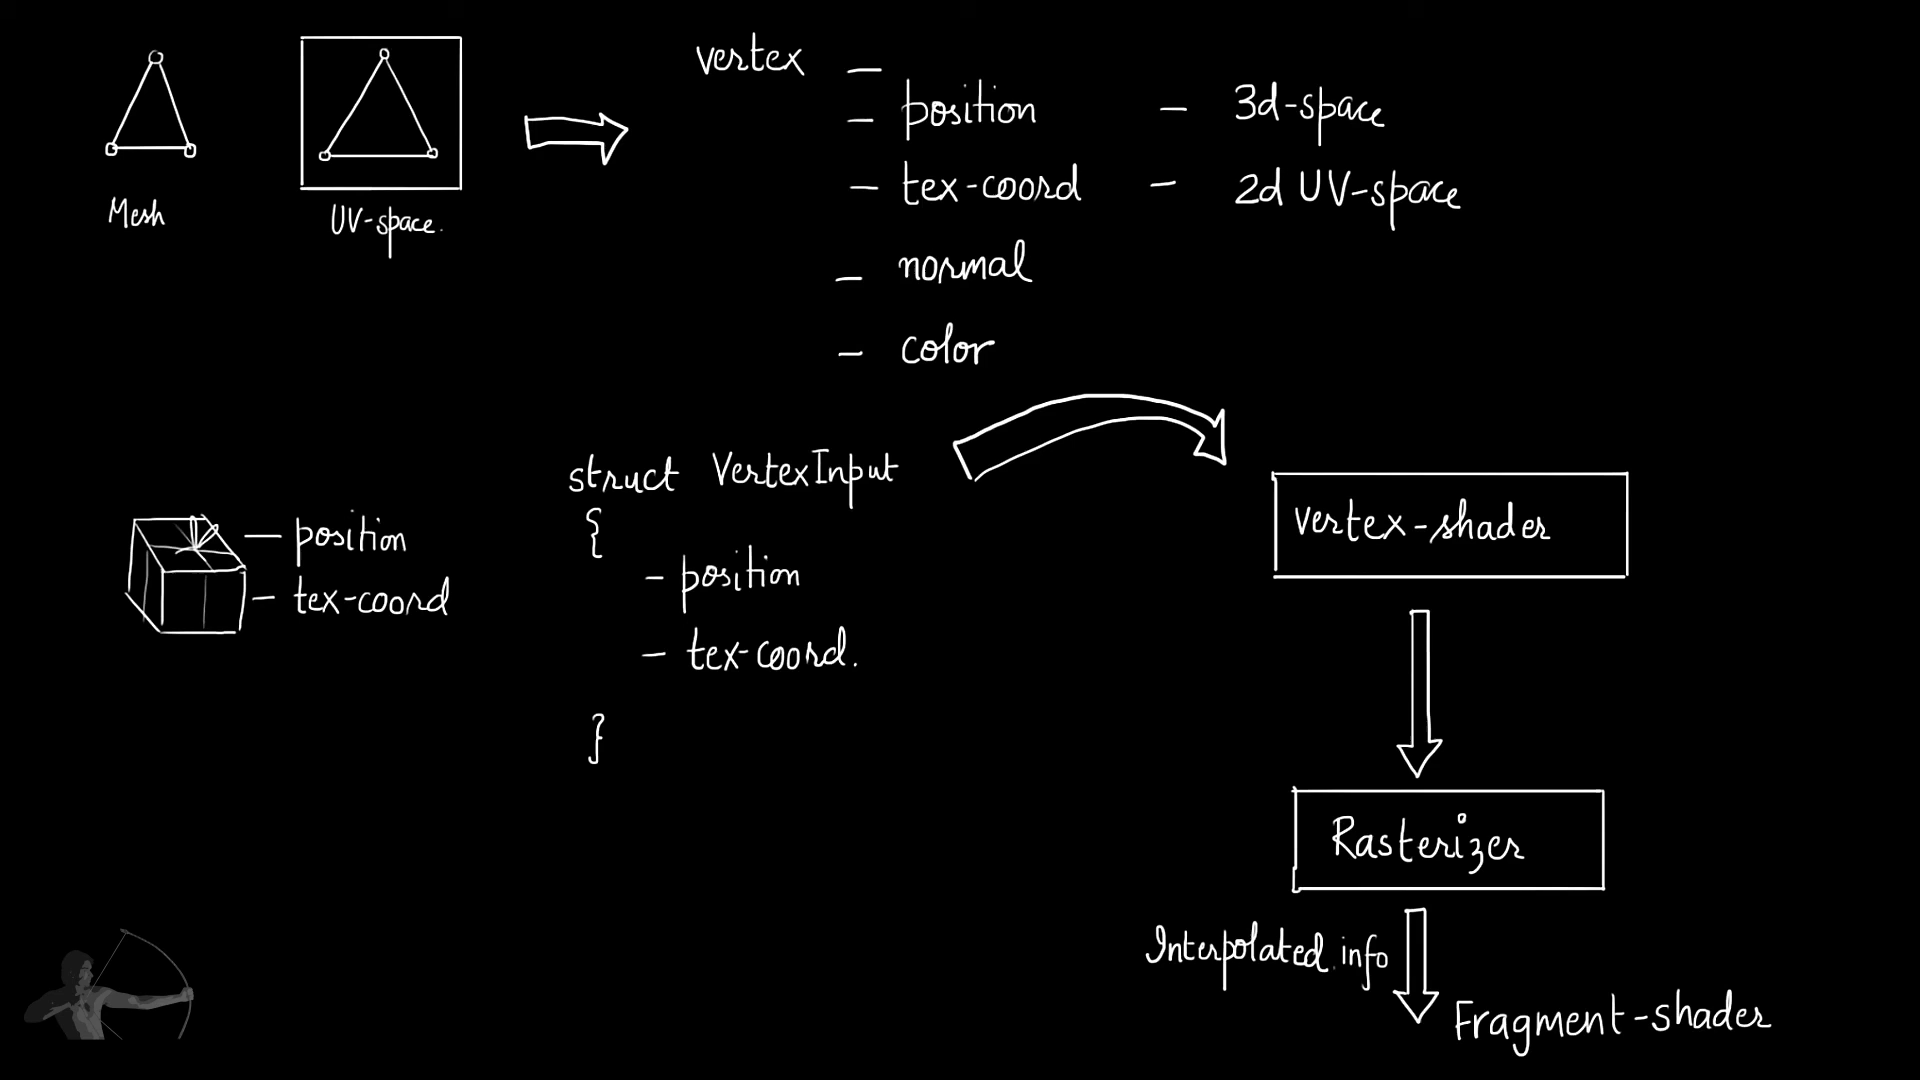 Mesh
UV-space.
vertex –
– position – 3d-space
– tex-coord – 2d UV-space
– normal
– color
– position
– tex-coord
struct VertexInput
{
– position
– tex-coord.
}
vertex-shader
Rasterizer
Interpolated info
Fragment-shader